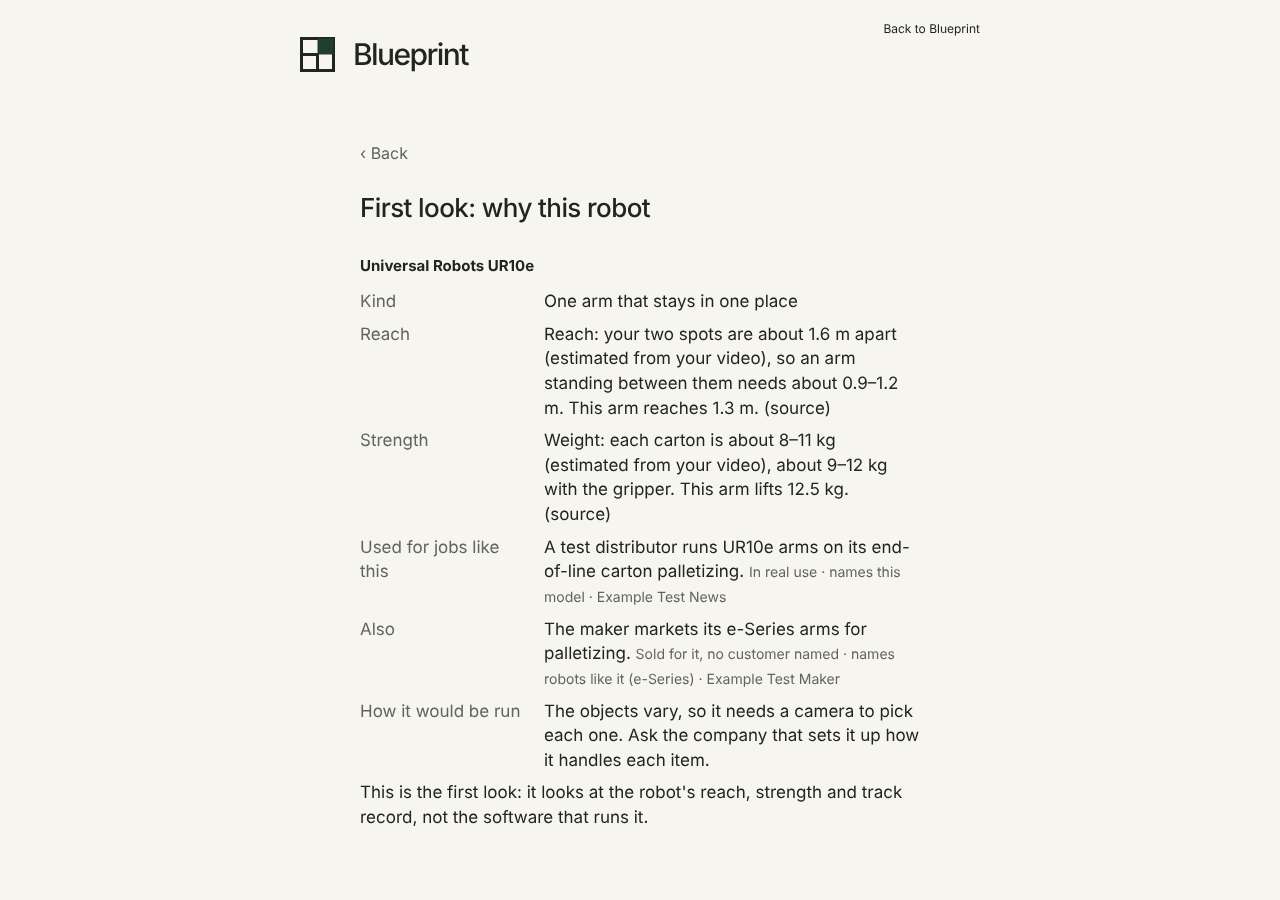 Back to Blueprint
Blueprint
‹ Back
First look: why this robot
Universal Robots UR10e
Kind
One arm that stays in one place
Reach
Reach: your two spots are about 1.6 m apart
(estimated from your video), so an arm
standing between them needs about 0.9–1.2
m. This arm reaches 1.3 m. (source)
Strength
Weight: each carton is about 8–11 kg
(estimated from your video), about 9–12 kg
with the gripper. This arm lifts 12.5 kg.
(source)
Used for jobs like
this
A test distributor runs UR10e arms on its end-
of-line carton palletizing. In real use · names this
model · Example Test News
Also
The maker markets its e-Series arms for
palletizing. Sold for it, no customer named · names
robots like it (e-Series) · Example Test Maker
How it would be run
The objects vary, so it needs a camera to pick
each one. Ask the company that sets it up how
it handles each item.
This is the first look: it looks at the robot's reach, strength and track
record, not the software that runs it.